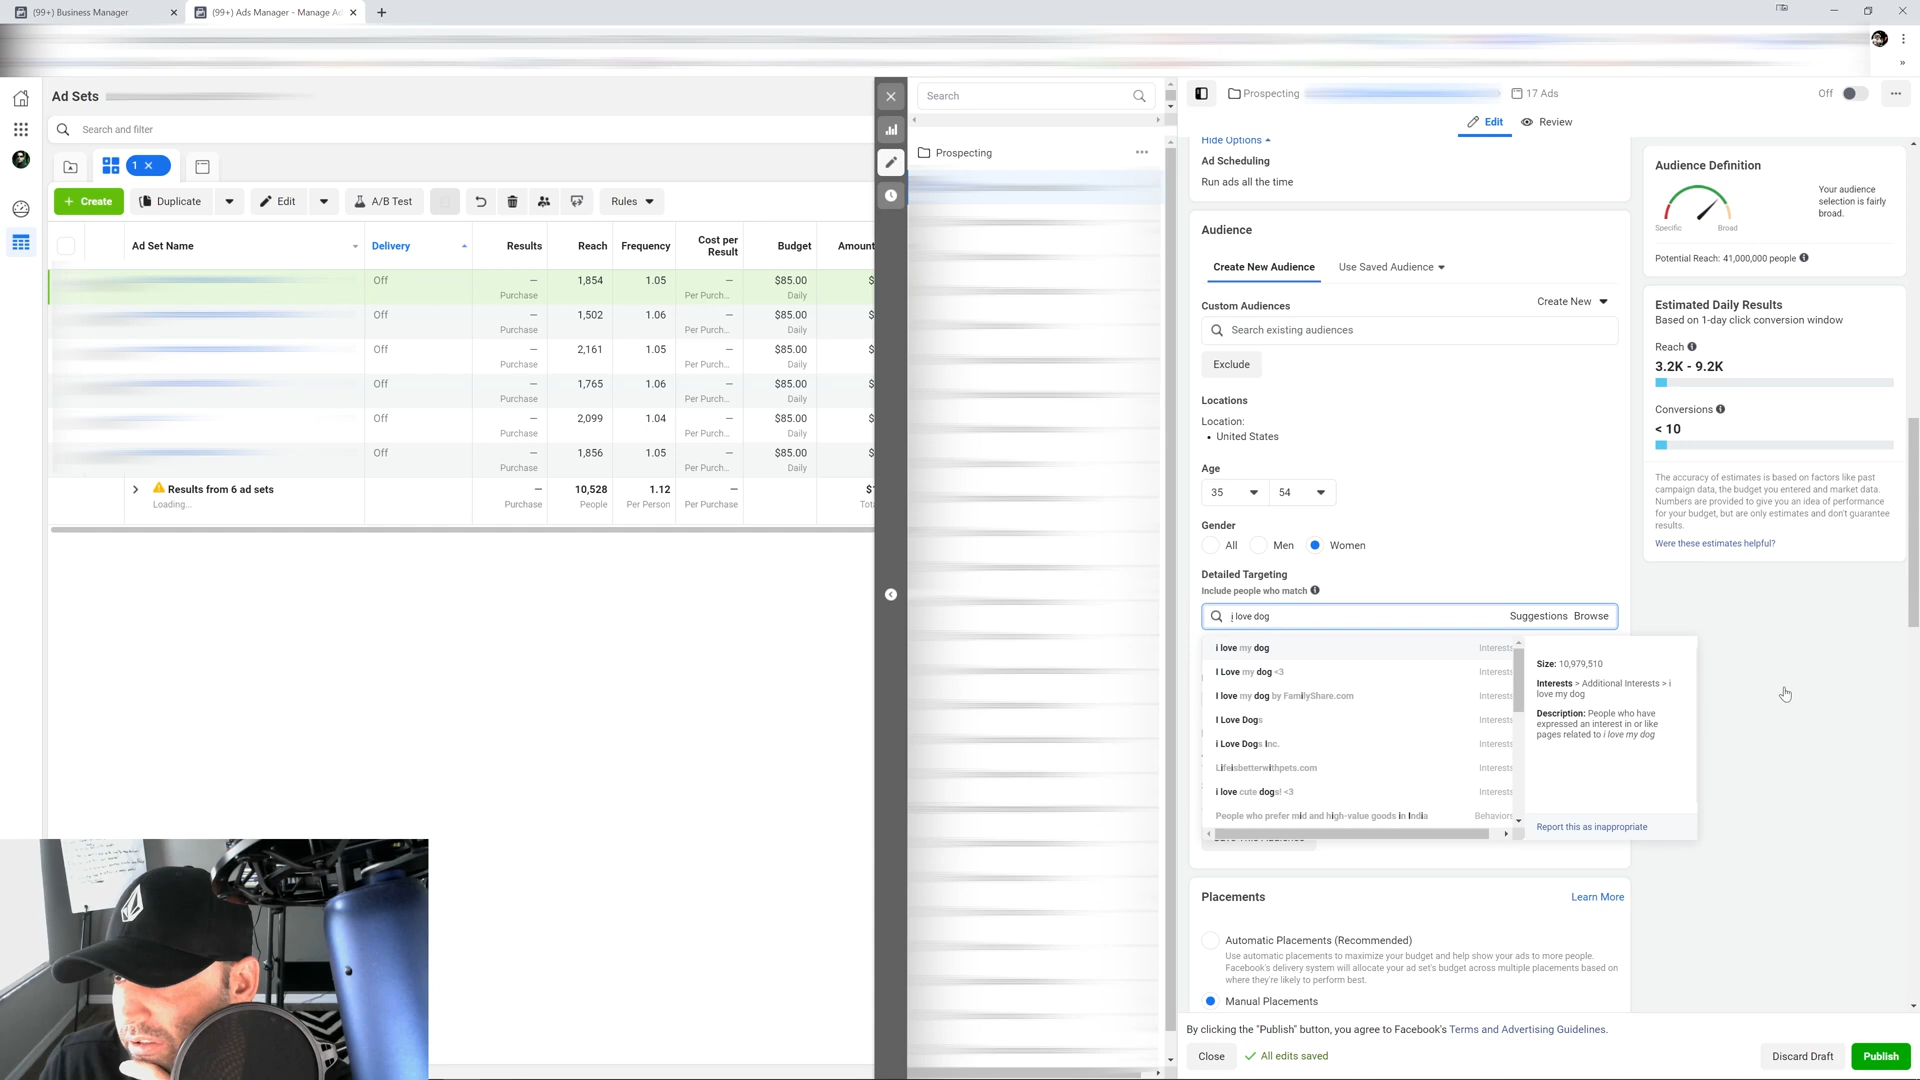 (99+) Business Manager
(99+) Ads Manager - Manage Ad
Ad Sets
Search and filter
1
Create
Duplicate
Edit
A/B Test
Rules
Ad Set Name
Delivery
Results
Reach
Frequency
Cost per Result
Budget
Amount
Off
—
Purchase
1,854
1.05
—
Per Purch...
$85.00
Daily
$
Off
—
Purchase
1,502
1.06
—
Per Purch...
$85.00
Daily
$
Off
—
Purchase
2,161
1.05
—
Per Purch...
$85.00
Daily
$
Off
—
Purchase
1,765
1.06
—
Per Purch...
$85.00
Daily
$
Off
—
Purchase
2,099
1.04
—
Per Purch...
$85.00
Daily
$
Off
—
Purchase
1,856
1.05
—
Per Purch...
$85.00
Daily
$
Results from 6 ad sets
Loading...
—
Purchase
10,528
People
1.12
Per Person
—
Per Purchase
Search
Prospecting
Prospecting
17 Ads
Off
Edit
Review
Hide Options
Ad Scheduling
Run ads all the time
Audience
Create New Audience
Use Saved Audience
Custom Audiences
Create New
Search existing audiences
Exclude
Locations
Location:
• United States
Age
35
54
Gender
All
Men
Women
Detailed Targeting
Include people who match
i love dog
Suggestions
Browse
i love my dog
Interests
I Love my dog <3
Interests
I love my dog by FamilyShare.com
Interests
I Love Dogs
Interests
i Love Dogs Inc.
Interests
Lifeisbetterwithpets.com
Interests
i love cute dogs! <3
Interests
People who prefer mid and high-value goods in India
Behaviors
Size: 10,979,510
Interests > Additional Interests > i
love my dog
Description: People who have
expressed an interest in or like
pages related to i love my dog
Report this as inappropriate
Placements
Learn More
Automatic Placements (Recommended)
Use automatic placements to maximize your budget and help show your ads to more people.
Facebook's delivery system will allocate your ad set's budget across multiple placements based on
where they're likely to perform best.
Manual Placements
By clicking the "Publish" button, you agree to Facebook's Terms and Advertising Guidelines.
Close
All edits saved
Discard Draft
Publish
Audience Definition
Specific
Broad
Your audience
selection is fairly
broad.
Potential Reach: 41,000,000 people
Estimated Daily Results
Based on 1-day click conversion window
Reach
3.2K - 9.2K
Conversions
< 10
The accuracy of estimates is based on factors like past
campaign data, the budget you entered and market data.
Numbers are provided to give you an idea of performance
for your budget, but are only estimates and don't guarantee
results.
Were these estimates helpful?